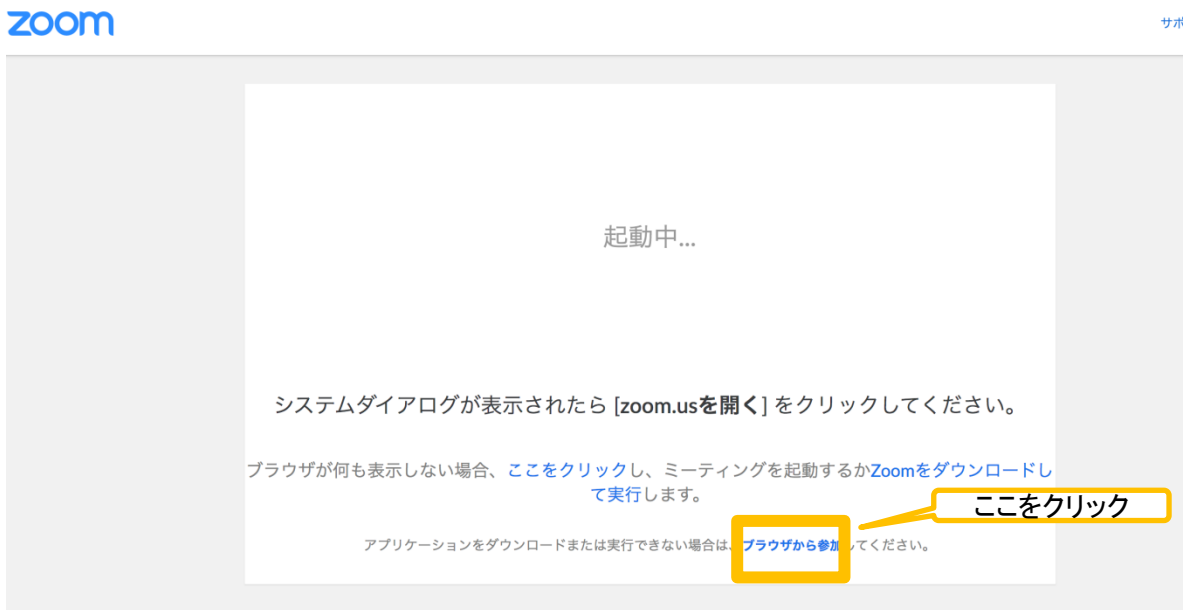 zoom
サポ
起動中...
システムダイアログが表示されたら [zoom.usを開く] をクリックしてください。
ブラウザが何も表示しない場合、ここをクリックし、ミーティングを起動するかZoomをダウンロードし
て実行します。
ここをクリック
アプリケーションをダウンロードまたは実行できない場合は、ブラウザから参加してください。